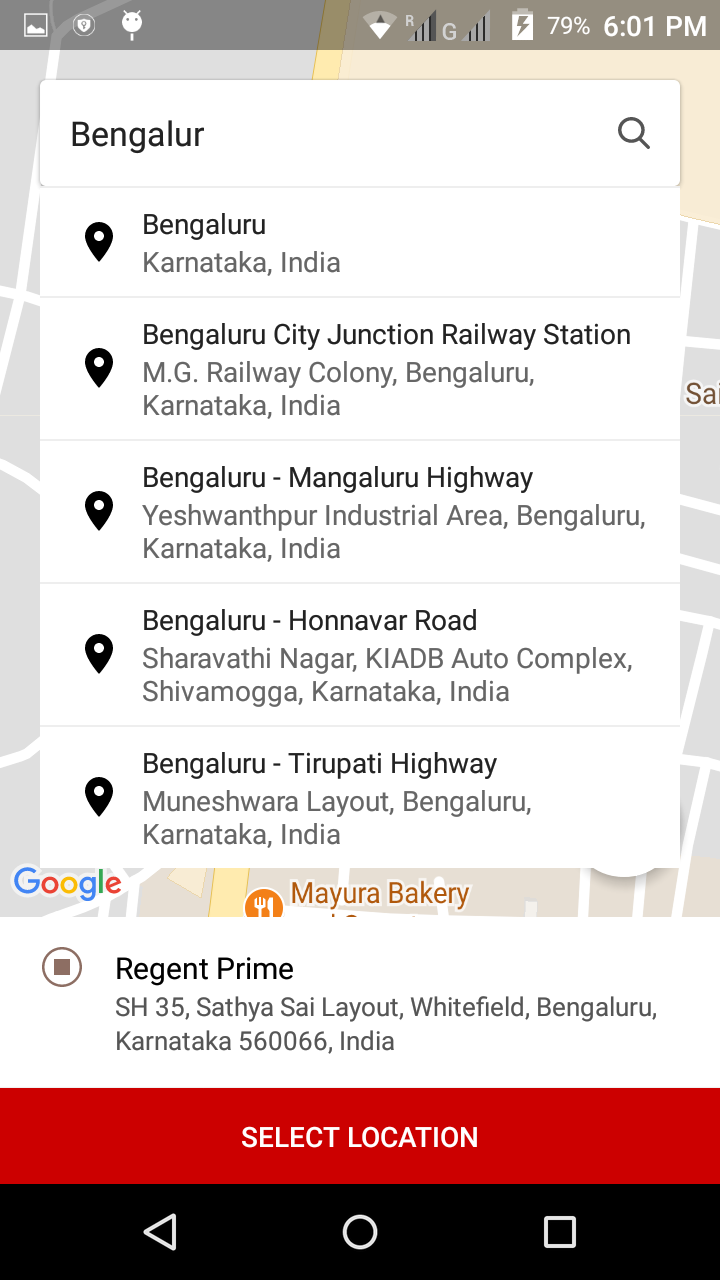 R
G
79%
6:01 PM
Bengalur
Bengaluru
Karnataka, India
Bengaluru City Junction Railway Station
M.G. Railway Colony, Bengaluru,
Karnataka, India
Sai
Bengaluru - Mangaluru Highway
Yeshwanthpur Industrial Area, Bengaluru,
Karnataka, India
Bengaluru - Honnavar Road
Sharavathi Nagar, KIADB Auto Complex,
Shivamogga, Karnataka, India
Bengaluru - Tirupati Highway
Muneshwara Layout, Bengaluru,
Karnataka, India
Google
Mayura Bakery
Regent Prime
SH 35, Sathya Sai Layout, Whitefield, Bengaluru,
Karnataka 560066, India
SELECT LOCATION